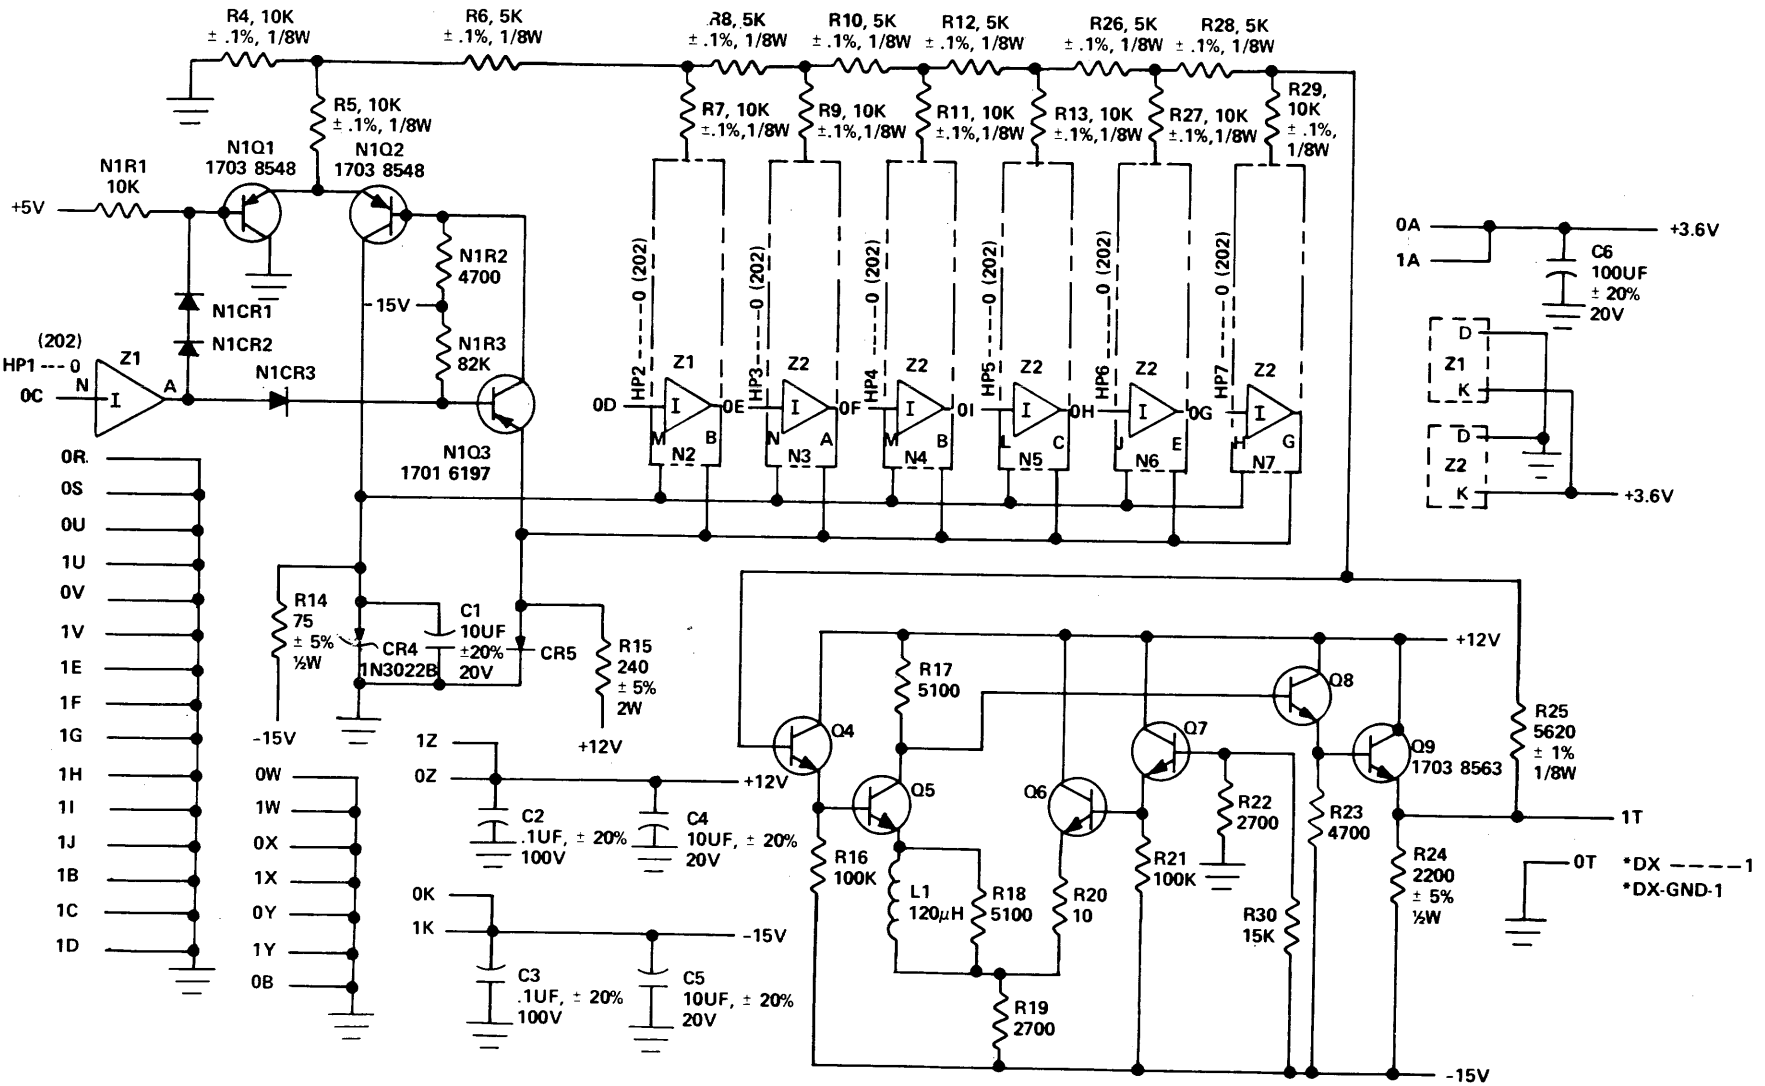 R4, 10K
± .1%, 1/8W
R6, 5K
± .1%, 1/8W
R8, 5K
± .1%, 1/8W
R10, 5K
± .1%, 1/8W
R12, 5K
± .1%, 1/8W
R26, 5K
± .1%, 1/8W
R28, 5K
± .1%, 1/8W
R5, 10K
± .1%, 1/8W
R7, 10K
± .1%, 1/8W
R9, 10K
± .1%, 1/8W
R11, 10K
± .1%, 1/8W
R13, 10K
± .1%, 1/8W
R27, 10K
± .1%, 1/8W
R29,
10K
± .1%,
1/8W
N1Q1
1703 8548
N1Q2
1703 8548
N1R1
10K
+5V
N1R2
4700
-15V
N1R3
82K
N1CR1
N1CR2
N1CR3
(202)
HP1 --- 0
0C
N
Z1
I
A
N1Q3
1701 6197
HP2 ----- 0 (202)
0D
Z1
I
M
B
N2
HP3 ----- 0 (202)
0E
Z2
I
N
A
N3
HP4 ----- 0 (202)
0F
Z2
I
M
B
N4
HP5 ----- 0 (202)
0I
Z2
I
L
C
N5
HP6 ----- 0 (202)
0H
Z2
I
J
E
N6
HP7 ----- 0 (202)
0G
Z2
I
H
G
N7
0A
1A
+3.6V
C6
100UF
± 20%
20V
D
Z1
K
D
Z2
K
+3.6V
0R
0S
0U
1U
0V
1V
1E
1F
1G
1H
1I
1J
1B
1C
1D
R14
75
± 5%
½W
-15V
CR4
1N3022B
C1
10UF
±20%
20V
CR5
R15
240
± 5%
2W
+12V
0W
1W
0X
1X
0Y
1Y
0B
1Z
0Z
+12V
C2
.1UF, ± 20%
100V
C4
10UF, ± 20%
20V
0K
1K
-15V
C3
.1UF, ± 20%
100V
C5
10UF, ± 20%
20V
+12V
R17
5100
Q4
Q5
Q6
Q7
Q8
Q9
1703 8563
R25
5620
± 1%
1/8W
R16
100K
L1
120μH
R18
5100
R20
10
R21
100K
R22
2700
R23
4700
R24
2200
± 5%
½W
R30
15K
R19
2700
1T
0T
*DX ----1
*DX-GND-1
-15V